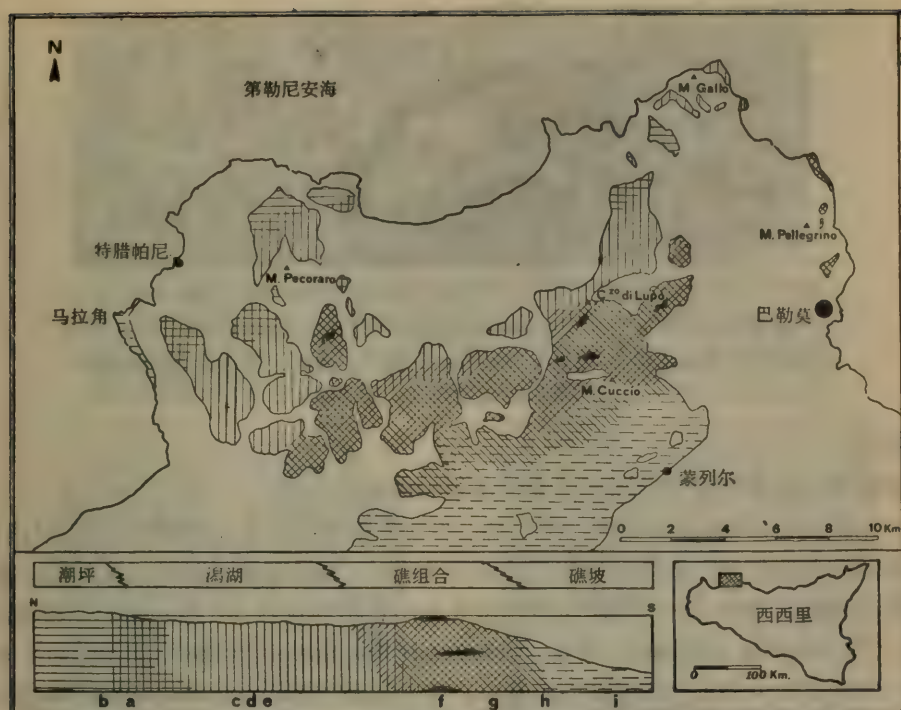 N
第勒尼安海
M. Gallo
特腊帕尼
M. Pellegrino
M. Pecoraro
马拉角
Czo di Lupo
巴勒莫
M. Cuccio
蒙列尔
0 2 4 6 8 10 Km.
潮坪 潟湖 礁组合 礁坡
N S
西西里
0 100 Km.
b a c d e f g h i